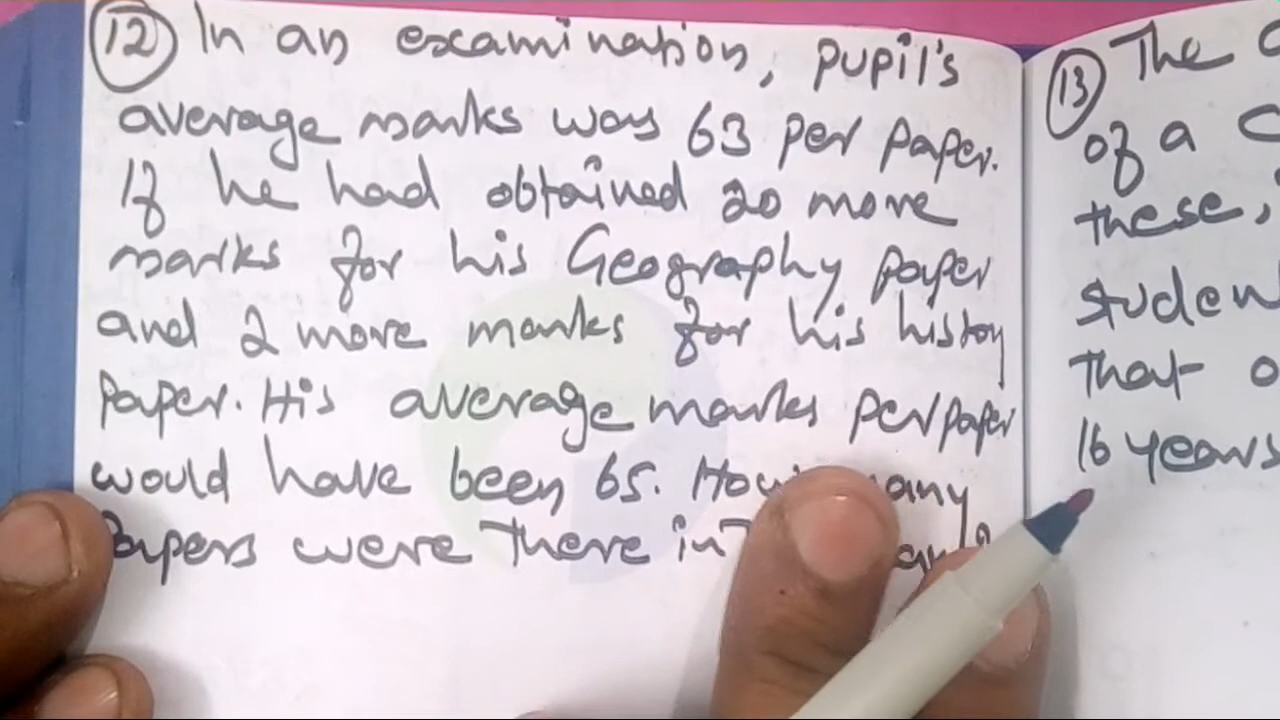 12 In an examination, pupil's
average marks was 63 per paper.
If he had obtained 20 more
marks for his Geography paper
and 2 more marks for his history
paper. His average marks per paper
would have been 65. How many
Papers were there in
13 The
of a
these,
studen
that
16 years